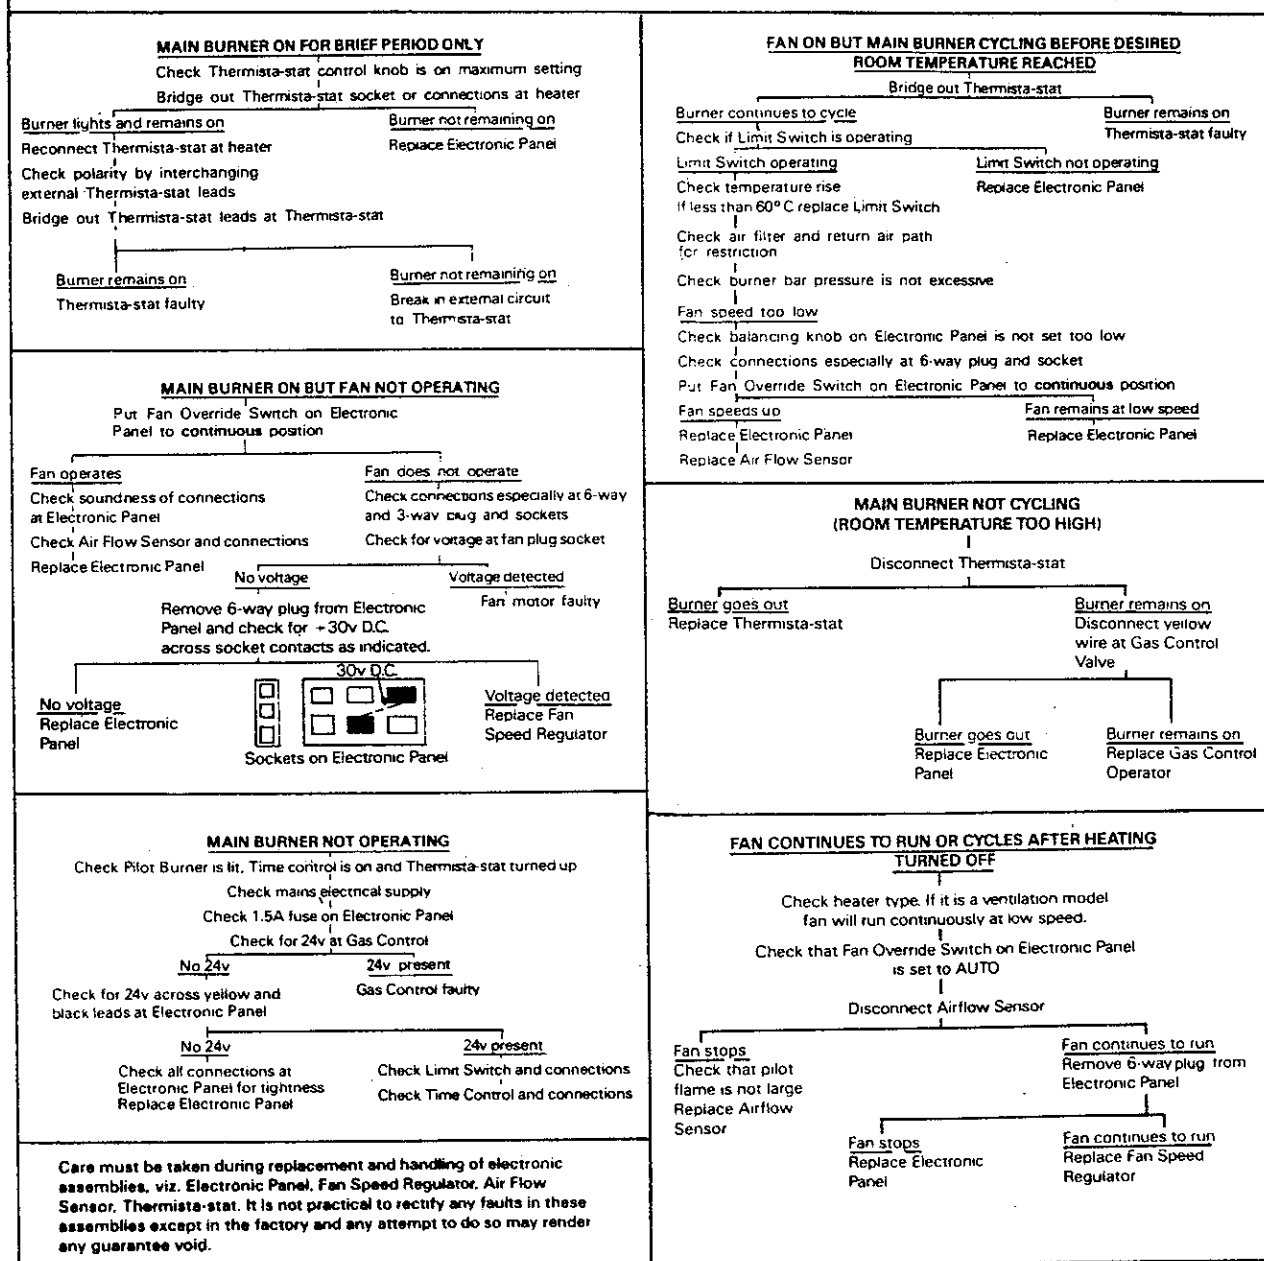 MAIN BURNER ON FOR BRIEF PERIOD ONLY
Check Thermista-stat control knob is on maximum setting
Bridge out Thermista-stat socket or connections at heater
Burner lights and remains on
Reconnect Thermista-stat at heater
Check polarity by interchanging
external Thermista-stat leads
Bridge out Thermista-stat leads at Thermista-stat
Burner not remaining on
Replace Electronic Panel
Burner remains on
Thermista-stat faulty
Burner not remaining on
Break in external circuit
to Thermista-stat
MAIN BURNER ON BUT FAN NOT OPERATING
Put Fan Override Switch on Electronic
Panel to continuous position
Fan operates
Check soundness of connections
at Electronic Panel
Check Air Flow Sensor and connections
Replace Electronic Panel
Fan does not operate
Check connections especially at 6-way
and 3-way plug and sockets
Check for voltage at fan plug socket
No voltage
Voltage detected
Fan motor faulty
Remove 6-way plug from Electronic
Panel and check for +30v D.C.
across socket contacts as indicated.
30v D.C.
No voltage
Replace Electronic
Panel
Voltage detected
Replace Fan
Speed Regulator
Sockets on Electronic Panel
MAIN BURNER NOT OPERATING
Check Pilot Burner is lit, Time control is on and Thermista-stat turned up
Check mains electrical supply
Check 1.5A fuse on Electronic Panel
Check for 24v at Gas Control
No 24v
Check for 24v across yellow and
black leads at Electronic Panel
24v present
Gas Control faulty
No 24v
Check all connections at
Electronic Panel for tightness
Replace Electronic Panel
24v present
Check Limit Switch and connections
Check Time Control and connections
Care must be taken during replacement and handling of electronic
assemblies, viz. Electronic Panel, Fan Speed Regulator, Air Flow
Sensor, Thermista-stat. It is not practical to rectify any faults in these
assemblies except in the factory and any attempt to do so may render
any guarantee void.
FAN ON BUT MAIN BURNER CYCLING BEFORE DESIRED
ROOM TEMPERATURE REACHED
Bridge out Thermista-stat
Burner continues to cycle
Check if Limit Switch is operating
Burner remains on
Thermista-stat faulty
Limit Switch operating
Check temperature rise
If less than 60° C replace Limit Switch
Limit Switch not operating
Replace Electronic Panel
Check air filter and return air path
for restriction
Check burner bar pressure is not excessive
Fan speed too low
Check balancing knob on Electronic Panel is not set too low
Check connections especially at 6-way plug and socket
Put Fan Override Switch on Electronic Panel to continuous position
Fan speeds up
Replace Electronic Panel
Replace Air Flow Sensor
Fan remains at low speed
Replace Electronic Panel
MAIN BURNER NOT CYCLING
(ROOM TEMPERATURE TOO HIGH)
Disconnect Thermista-stat
Burner goes out
Replace Thermista-stat
Burner remains on
Disconnect yellow
wire at Gas Control
Valve
Burner goes out
Replace Electronic
Panel
Burner remains on
Replace Gas Control
Operator
FAN CONTINUES TO RUN OR CYCLES AFTER HEATING
TURNED OFF
Check heater type. If it is a ventilation model
fan will run continuously at low speed.
Check that Fan Override Switch on Electronic Panel
is set to AUTO
Disconnect Airflow Sensor
Fan stops
Check that pilot
flame is not large
Replace Airflow
Sensor
Fan continues to run
Remove 6-way plug from
Electronic Panel
Fan stops
Replace Electronic
Panel
Fan continues to run
Replace Fan Speed
Regulator